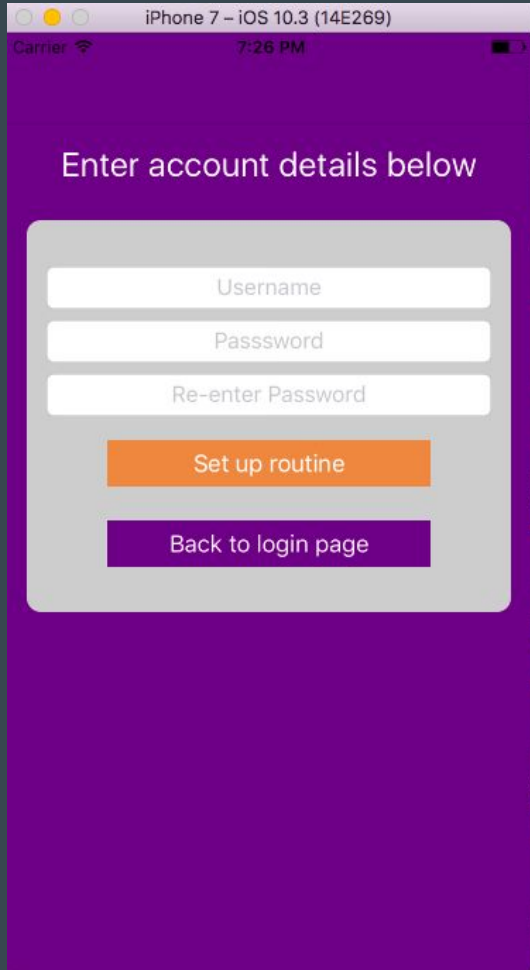 iPhone 7 – iOS 10.3 (14E269)
Carrier 7:26 PM
Enter account details below
Username
Passsword
Re-enter Password
Set up routine
Back to login page